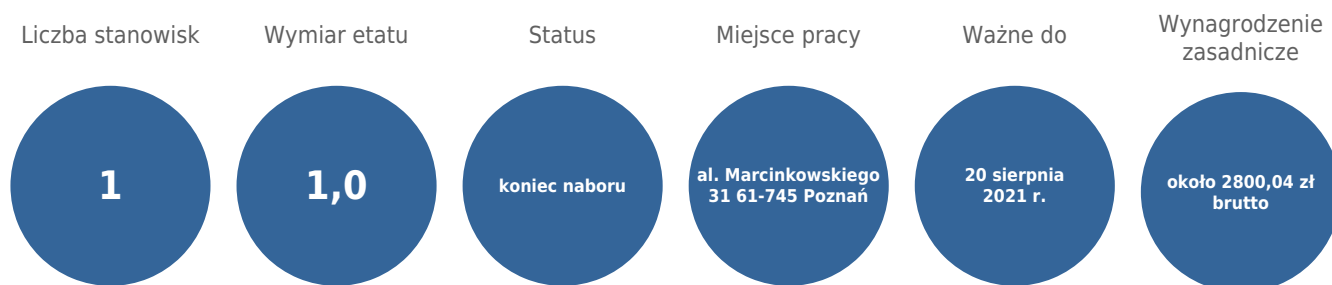 Liczba stanowisk
1
Wymiar etatu
1,0
Status
koniec naboru
Miejsce pracy
al. Marcinkowskiego
31 61-745 Poznań
Ważne do
20 sierpnia
2021 r.
Wynagrodzenie
zasadnicze
około 2800,04 zł
brutto